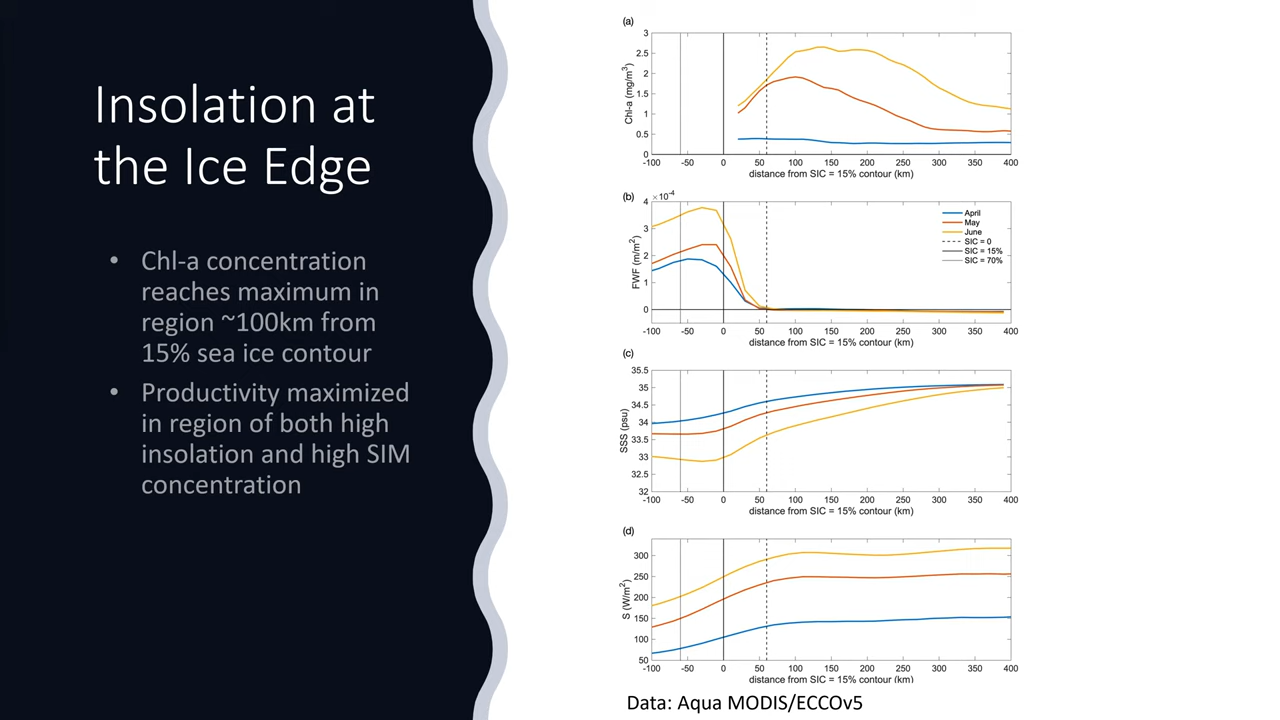 Insolation at
the Ice Edge
• Chl-a concentration
reaches maximum in
region ~100km from
15% sea ice contour
• Productivity maximized
in region of both high
insolation and high SIM
concentration
(a)
Chl-a (mg/m³)
3
2.5
2
1.5
1
0.5
0
-100 -50 0 50 100 150 200 250 300 350 400
distance from SIC = 15% contour (km)
(b)
×10⁻⁴
FWF (m/m²)
4
3
2
1
0
April
May
June
SIC = 0
SIC = 15%
SIC = 70%
-100 -50 0 50 100 150 200 250 300 350 400
distance from SIC = 15% contour (km)
(c)
SSS (psu)
35.5
35
34.5
34
33.5
33
32.5
32
-100 -50 0 50 100 150 200 250 300 350 400
distance from SIC = 15% contour (km)
(d)
S (W/m²)
300
250
200
150
100
50
-100 -50 0 50 100 150 200 250 300 350 400
distance from SIC = 15% contour (km)
Data: Aqua MODIS/ECCOv5